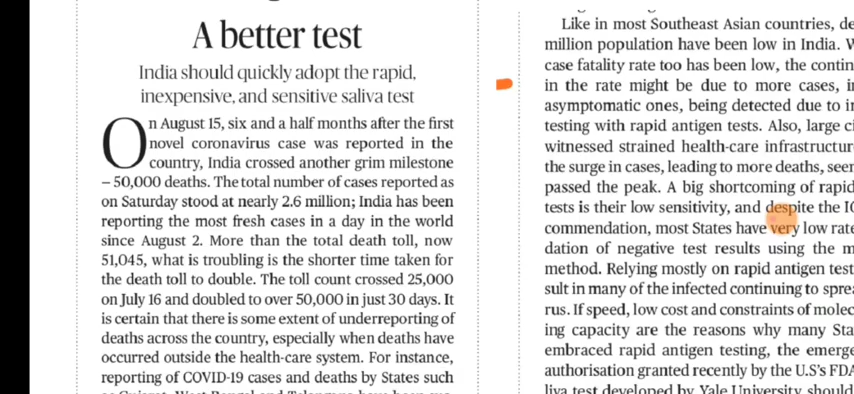 A better test
India should quickly adopt the rapid,
inexpensive, and sensitive saliva test
On August 15, six and a half months after the first
novel coronavirus case was reported in the
country, India crossed another grim milestone
– 50,000 deaths. The total number of cases reported as
on Saturday stood at nearly 2.6 million; India has been
reporting the most fresh cases in a day in the world
since August 2. More than the total death toll, now
51,045, what is troubling is the shorter time taken for
the death toll to double. The toll count crossed 25,000
on July 16 and doubled to over 50,000 in just 30 days. It
is certain that there is some extent of underreporting of
deaths across the country, especially when deaths have
occurred outside the health-care system. For instance,
reporting of COVID-19 cases and deaths by States such
Like in most Southeast Asian countries, de
million population have been low in India. W
case fatality rate too has been low, the contin
in the rate might be due to more cases, i
asymptomatic ones, being detected due to i
testing with rapid antigen tests. Also, large ci
witnessed strained health-care infrastructur
the surge in cases, leading to more deaths, seem
passed the peak. A big shortcoming of rapid
tests is their low sensitivity, and despite the IC
commendation, most States have very low rate
dation of negative test results using the m
method. Relying mostly on rapid antigen test
sult in many of the infected continuing to sprea
rus. If speed, low cost and constraints of molec
ing capacity are the reasons why many Sta
embraced rapid antigen testing, the emerge
authorisation granted recently by the U.S's FDA
liva test developed by Yale University should